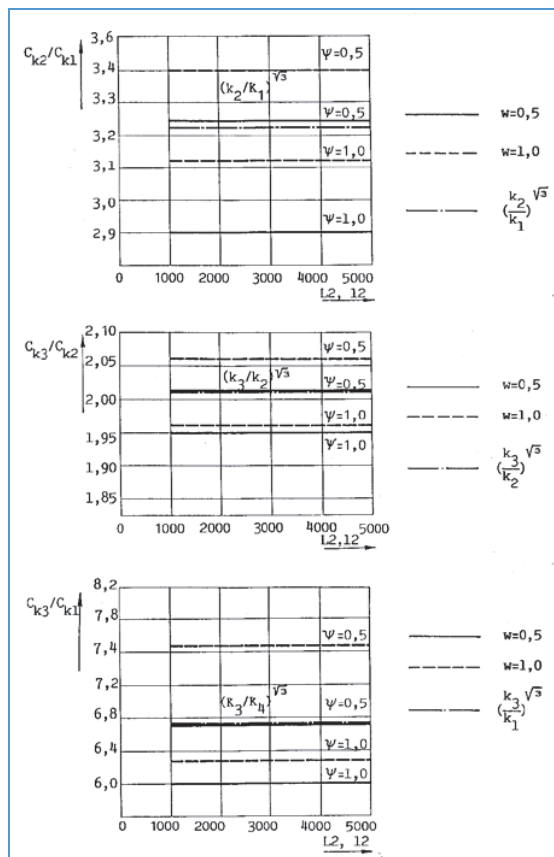 C_k2/C_k1
3,6
3,4
3,3
3,2
3,1
3,0
2,9
ψ=0,5
(k_2/K_1)^√3
ψ=0,5
ψ=1,0
ψ=1,0
0 1000 2000 3000 4000 5000
L2, 12
w=0,5
w=1,0
(k_2/k_1)^√3
C_k3/C_k2
2,10
2,05
2,00
1,95
1,90
1,85
ψ=0,5
(k_3/k_2)^√3
ψ=0,5
ψ=1,0
ψ=1,0
0 1000 2000 3000 4000 5000
L2,12
w=0,5
w=1,0
(k_3/k_2)^√3
C_k3/C_k1
8,2
7,8
7,4
7,2
6,8
6,4
6,0
ψ=0,5
(K_3/K_4)^√3
ψ=0,5
ψ=1,0
ψ=1,0
0 1000 2000 3000 4000 5000
L2, 12
w=0,5
w=1,0
(k_3/k_1)^√3